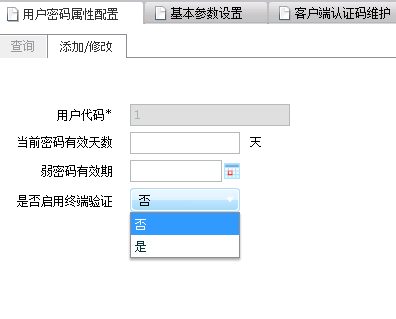 用户密码属性配置 基本参数设置 客户端认证码维护
查询 添加/修改
用户代码* 1
当前密码有效天数 天
弱密码有效期
是否启用终端验证 否
否
是